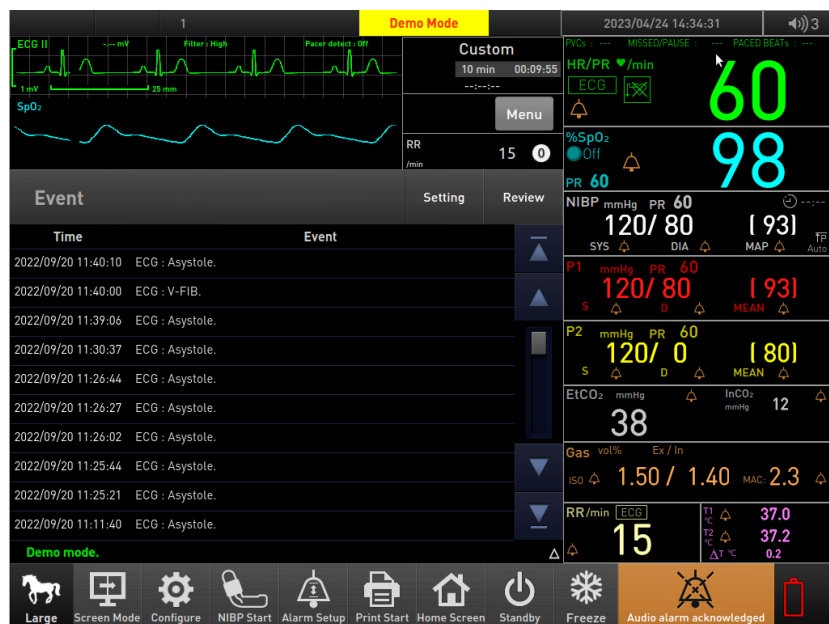 1 Demo Mode 2023/04/24 14:34:31 3
ECG II -.-- mV Filter : High Pacer detect : Off
1 mV 25 mm
SpO₂
Custom
10 min 00:09:55
--:--:--
Menu
RR
/min 15 0
PVCs : --- MISSED/PAUSE : --- PACED BEATs : ---
HR/PR /min
ECG
60
%SpO₂
Off
98
PR 60
NIBP mmHg PR 60 --:--
120/ 80 ( 93)
SYS DIA MAP
TP
Auto
P1 mmHg PR 60
120/ 80 ( 93)
S D MEAN
P2 mmHg PR 60
120/ 0 ( 80)
S D MEAN
EtCO₂ mmHg
38
InCO₂
mmHg 12
Gas vol% Ex / In
ISO 1.50 / 1.40 MAC: 2.3
RR/min ECG
15
T1 °C 37.0
T2 °C 37.2
ΔT °C 0.2
Event Setting Review
Time Event
2022/09/20 11:40:10 ECG : Asystole.
2022/09/20 11:40:00 ECG : V-FIB.
2022/09/20 11:39:06 ECG : Asystole.
2022/09/20 11:30:37 ECG : Asystole.
2022/09/20 11:26:44 ECG : Asystole.
2022/09/20 11:26:27 ECG : Asystole.
2022/09/20 11:26:02 ECG : Asystole.
2022/09/20 11:25:44 ECG : Asystole.
2022/09/20 11:25:21 ECG : Asystole.
2022/09/20 11:11:40 ECG : Asystole.
Demo mode.
Large Screen Mode Configure NIBP Start Alarm Setup Print Start Home Screen Standby Freeze Audio alarm acknowledged